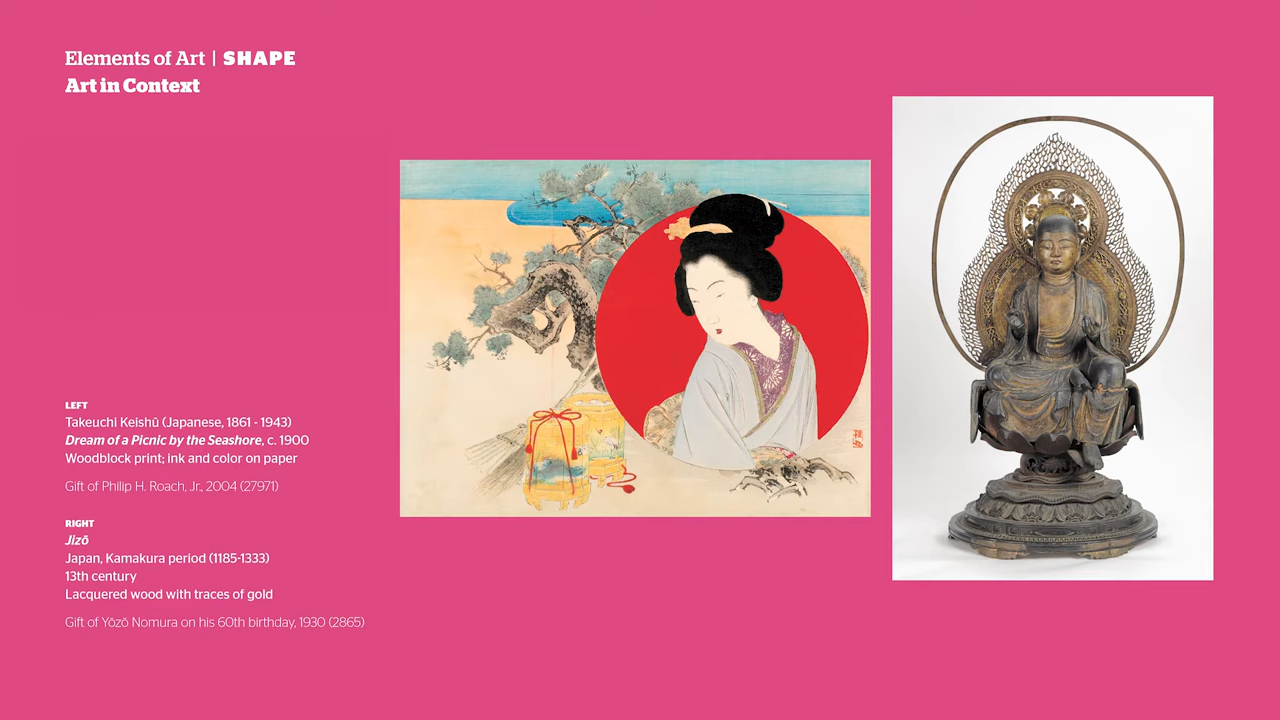 Elements of Art | SHAPE
Art in Context
LEFT
Takeuchi Keishū (Japanese, 1861 - 1943)
Dream of a Picnic by the Seashore, c. 1900
Woodblock print; ink and color on paper
Gift of Philip H. Roach, Jr., 2004 (27971)
RIGHT
Jizō
Japan, Kamakura period (1185-1333)
13th century
Lacquered wood with traces of gold
Gift of Yōzō Nomura on his 60th birthday, 1930 (2865)